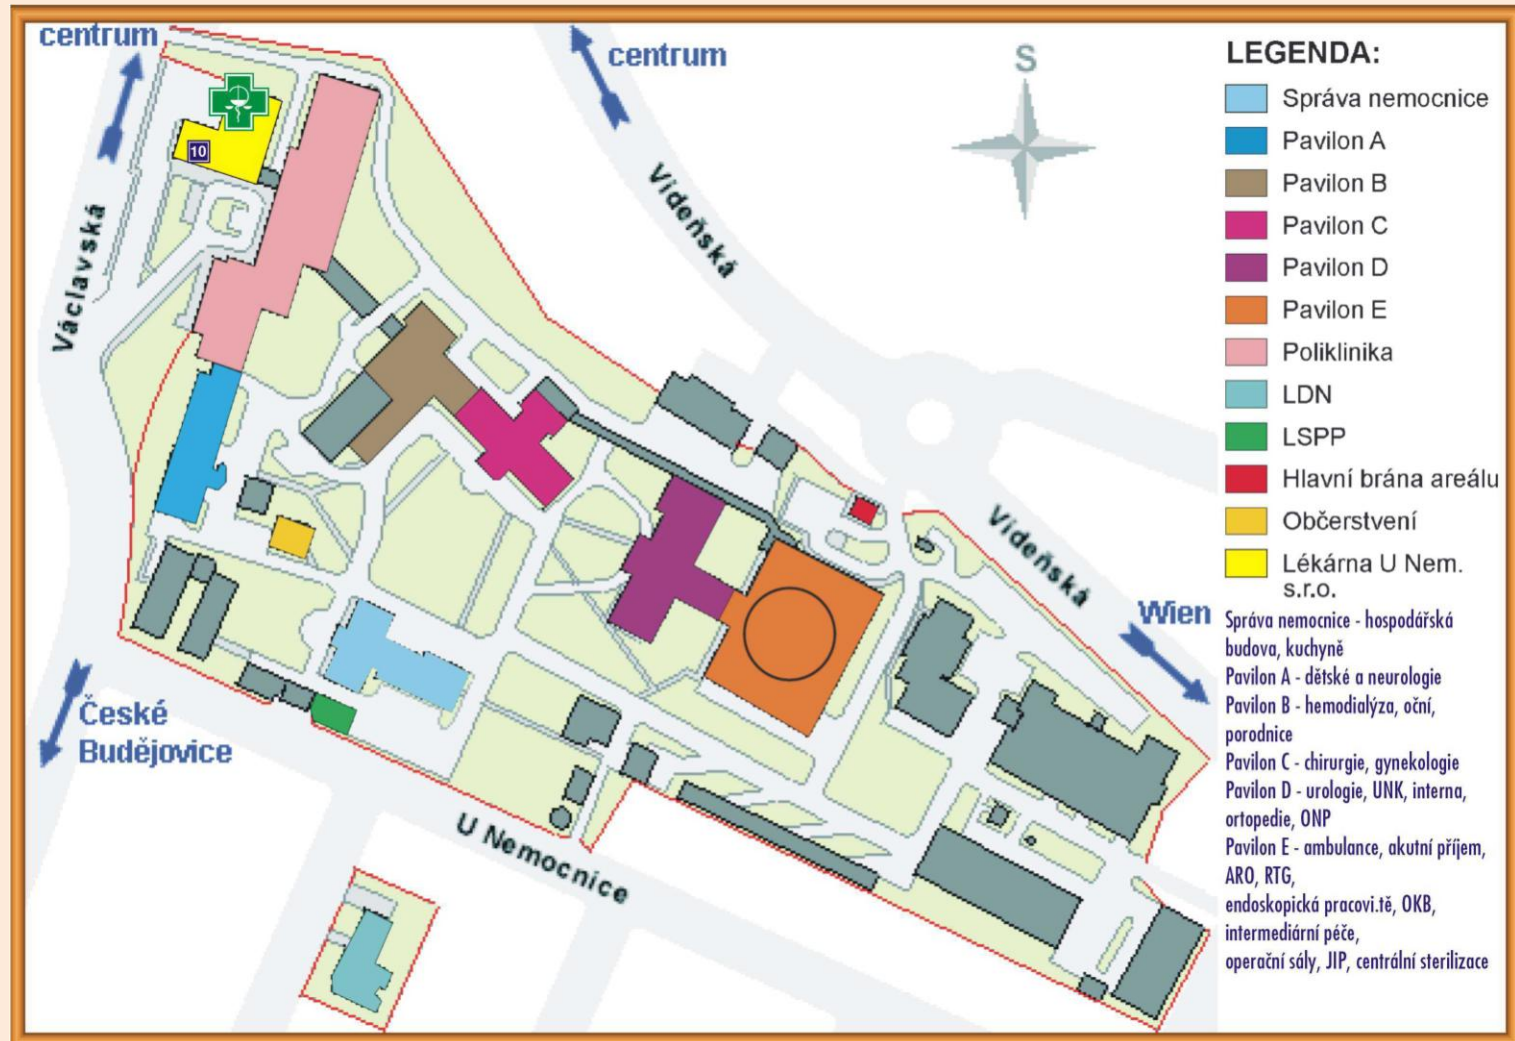 centrum
centrum
S
10
Vídeňská
Václavská
Vídeňská
Wien
České
Budějovice
U Nemocnice
LEGENDA:
Správa nemocnice
Pavilon A
Pavilon B
Pavilon C
Pavilon D
Pavilon E
Poliklinika
LDN
LSPP
Hlavní brána areálu
Občerstvení
Lékárna U Nem.
s.r.o.
Správa nemocnice - hospodářská
budova, kuchyně
Pavilon A - dětské a neurologie
Pavilon B - hemodialýza, oční,
porodnice
Pavilon C - chirurgie, gynekologie
Pavilon D - urologie, UNK, interna,
ortopedie, ONP
Pavilon E - ambulance, akutní příjem,
ARO, RTG,
endoskopická pracovi.tě, OKB,
intermediární péče,
operační sály, JIP, centrální sterilizace